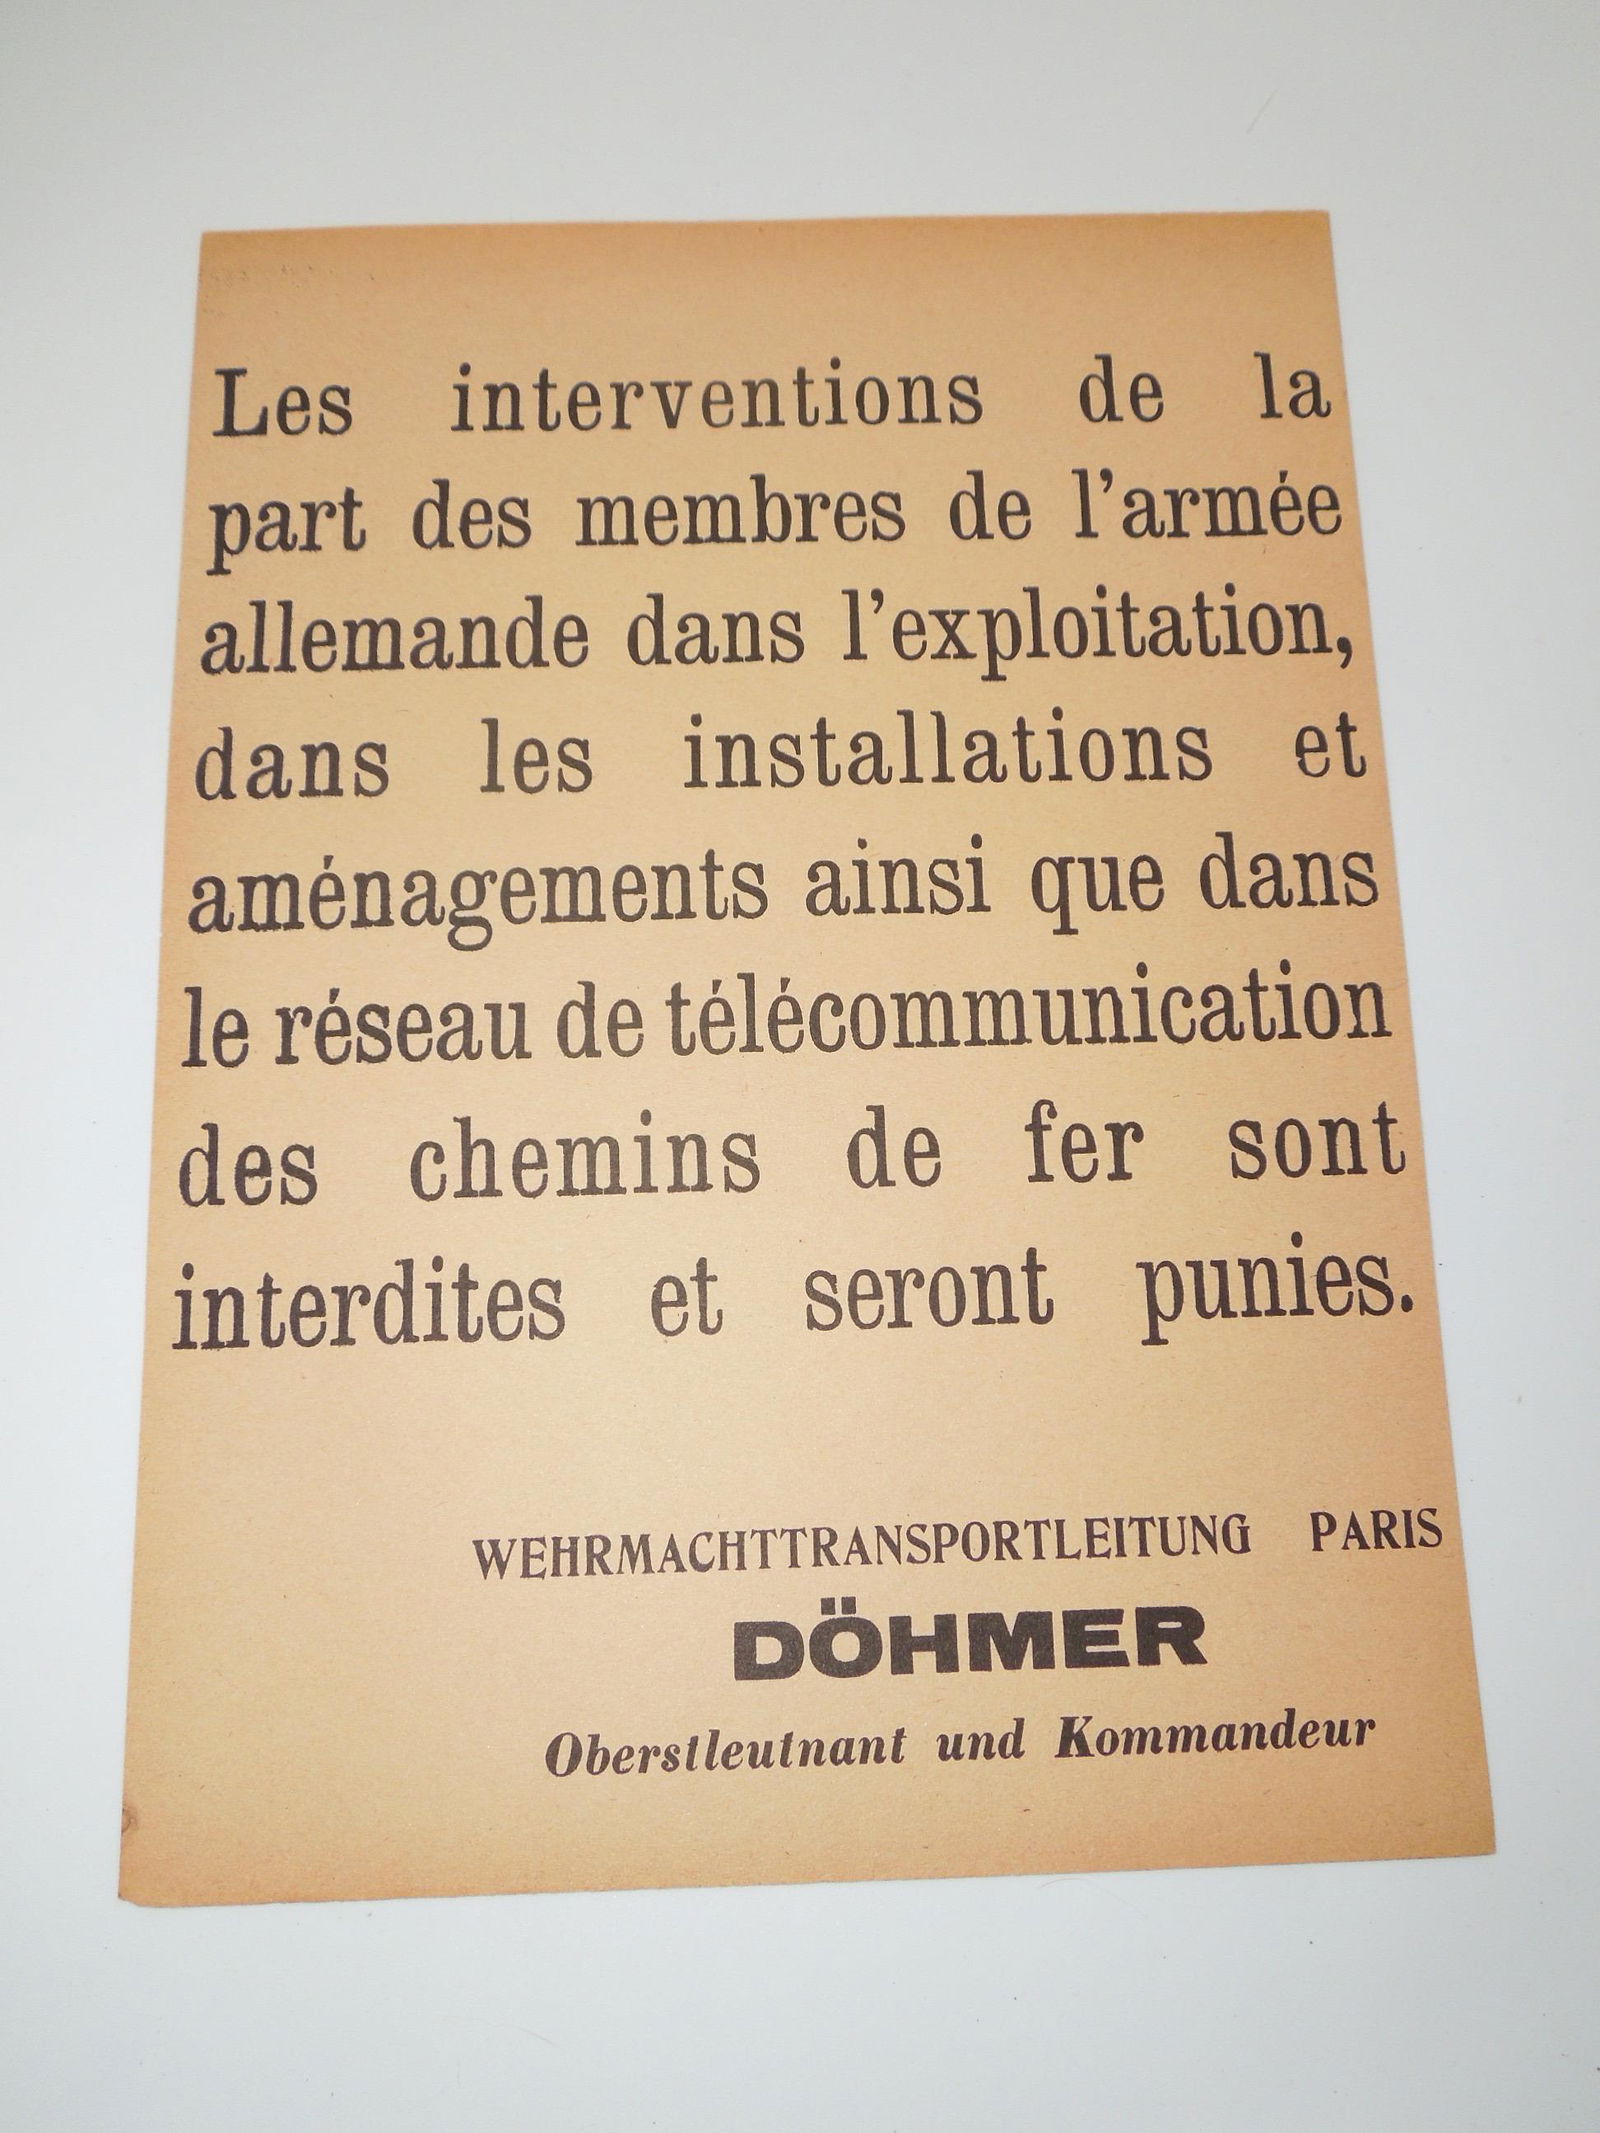 Les interventions de la
part des membres de l'armée
allemande dans l'exploitation,
dans les installations et
aménagements ainsi que dans
le réseau de télécommunication
des chemins de fer sont
interdites et seront punies.
WEHRMACHTTRANSPORTLEITUNG PARIS
DÖHMER
Oberstleutnant und Kommandeur